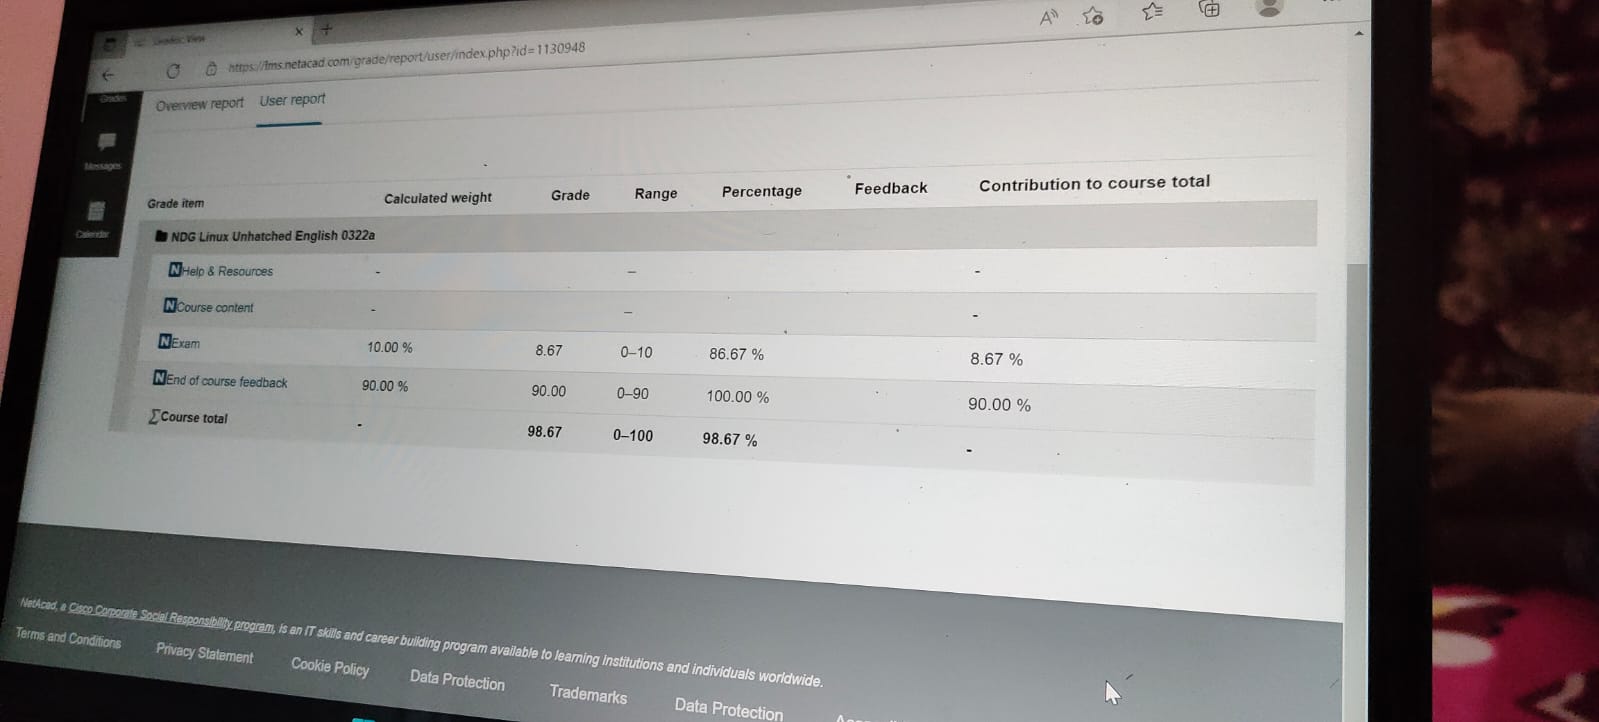 https://lms.netacad.com/grade/report/user/index.php?id=1130948
Grades
Overview report User report
Messages
Calendar
Grade item Calculated weight Grade Range Percentage Feedback Contribution to course total
NDG Linux Unhatched English 0322a
N Help & Resources - – -
N Course content - – -
N Exam 10.00 % 8.67 0–10 86.67 % 8.67 %
N End of course feedback 90.00 % 90.00 0–90 100.00 % 90.00 %
∑ Course total - 98.67 0–100 98.67 % -
NetAcad, a Cisco Corporate Social Responsibility program, is an IT skills and career building program available to learning institutions and individuals worldwide.
Terms and Conditions Privacy Statement Cookie Policy Data Protection Trademarks Data Protection